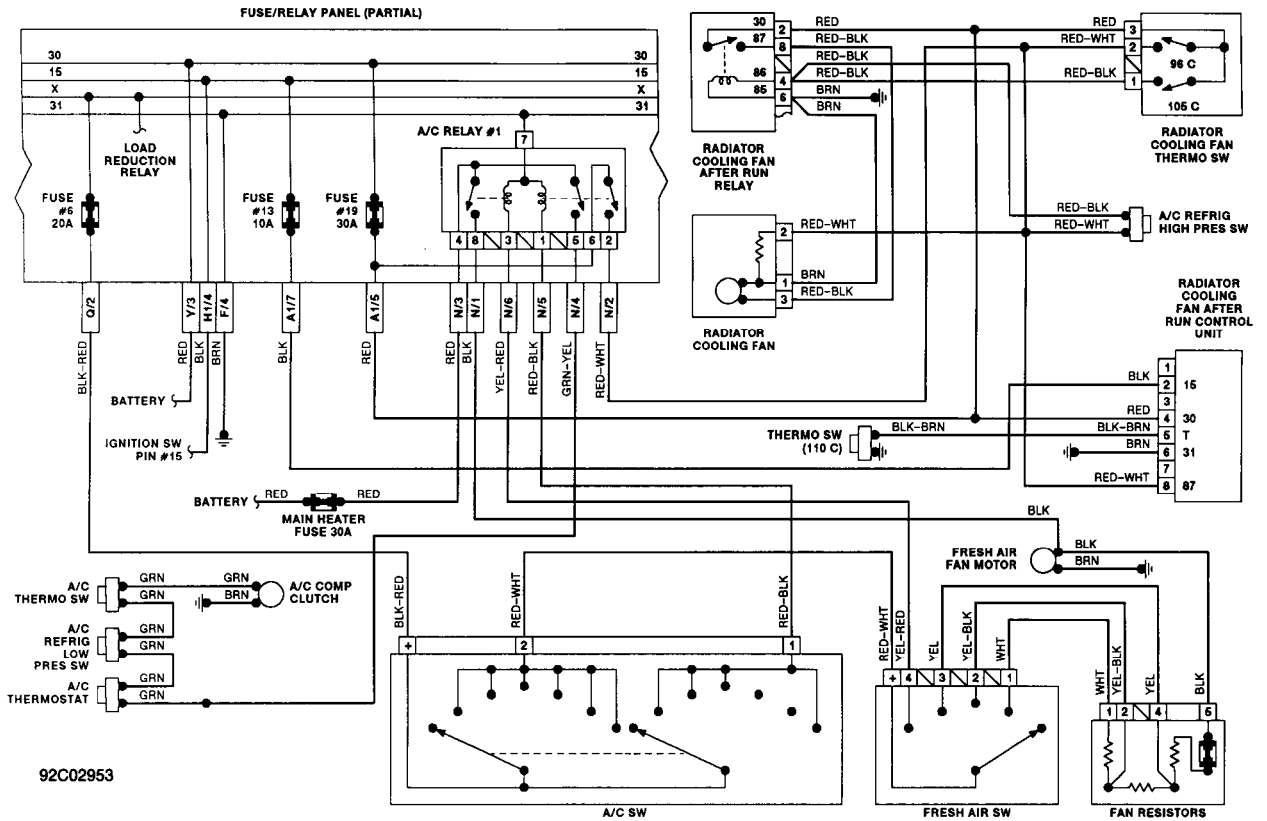 FUSE/RELAY PANEL (PARTIAL)
30
15
X
31
30
15
X
31
LOAD
REDUCTION
RELAY
A/C RELAY #1
7
FUSE
#6
20A
FUSE
#13
10A
FUSE
#19
30A
4 8 3 1 5 6 2
Q/2
Y/3
H1/4
F/4
A1/7
A1/5
N/3
N/1
N/6
N/5
N/4
N/2
BLK-RED
RED
BLK
BRN
BLK
RED
RED
BLK
YEL-RED
RED-BLK
GRN-YEL
RED-WHT
BATTERY
IGNITION SW
PIN #15
BATTERY
RED
RED
MAIN HEATER
FUSE 30A
30
87
86
85
2
8
4
6
RED
RED-BLK
RED-BLK
RED-BLK
BRN
BRN
RADIATOR
COOLING FAN
AFTER RUN
RELAY
RED
RED-WHT
RED-BLK
3
2
1
96 C
105 C
RADIATOR
COOLING FAN
THERMO SW
RED-BLK
RED-WHT
A/C REFRIG
HIGH PRES SW
2
1
3
RED-WHT
BRN
RED-BLK
RADIATOR
COOLING FAN
RADIATOR
COOLING
FAN AFTER
RUN CONTROL
UNIT
BLK
RED
BLK-BRN
BRN
RED-WHT
1
2
3
4
5
6
7
8
15
30
T
31
87
THERMO SW
(110 C)
BLK-BRN
BLK
FRESH AIR
FAN MOTOR
BLK
BRN
A/C
THERMO SW
GRN
GRN
GRN
BRN
A/C COMP
CLUTCH
A/C
REFRIG
LOW
PRES SW
GRN
GRN
A/C
THERMOSTAT
GRN
GRN
BLK-RED
RED-WHT
RED-BLK
+ 2 1
A/C SW
RED-WHT
YEL-RED
YEL
YEL-BLK
WHT
+ 4 3 2 1
FRESH AIR SW
WHT
YEL-BLK
YEL
BLK
1 2 4 5
FAN RESISTORS
92C02953